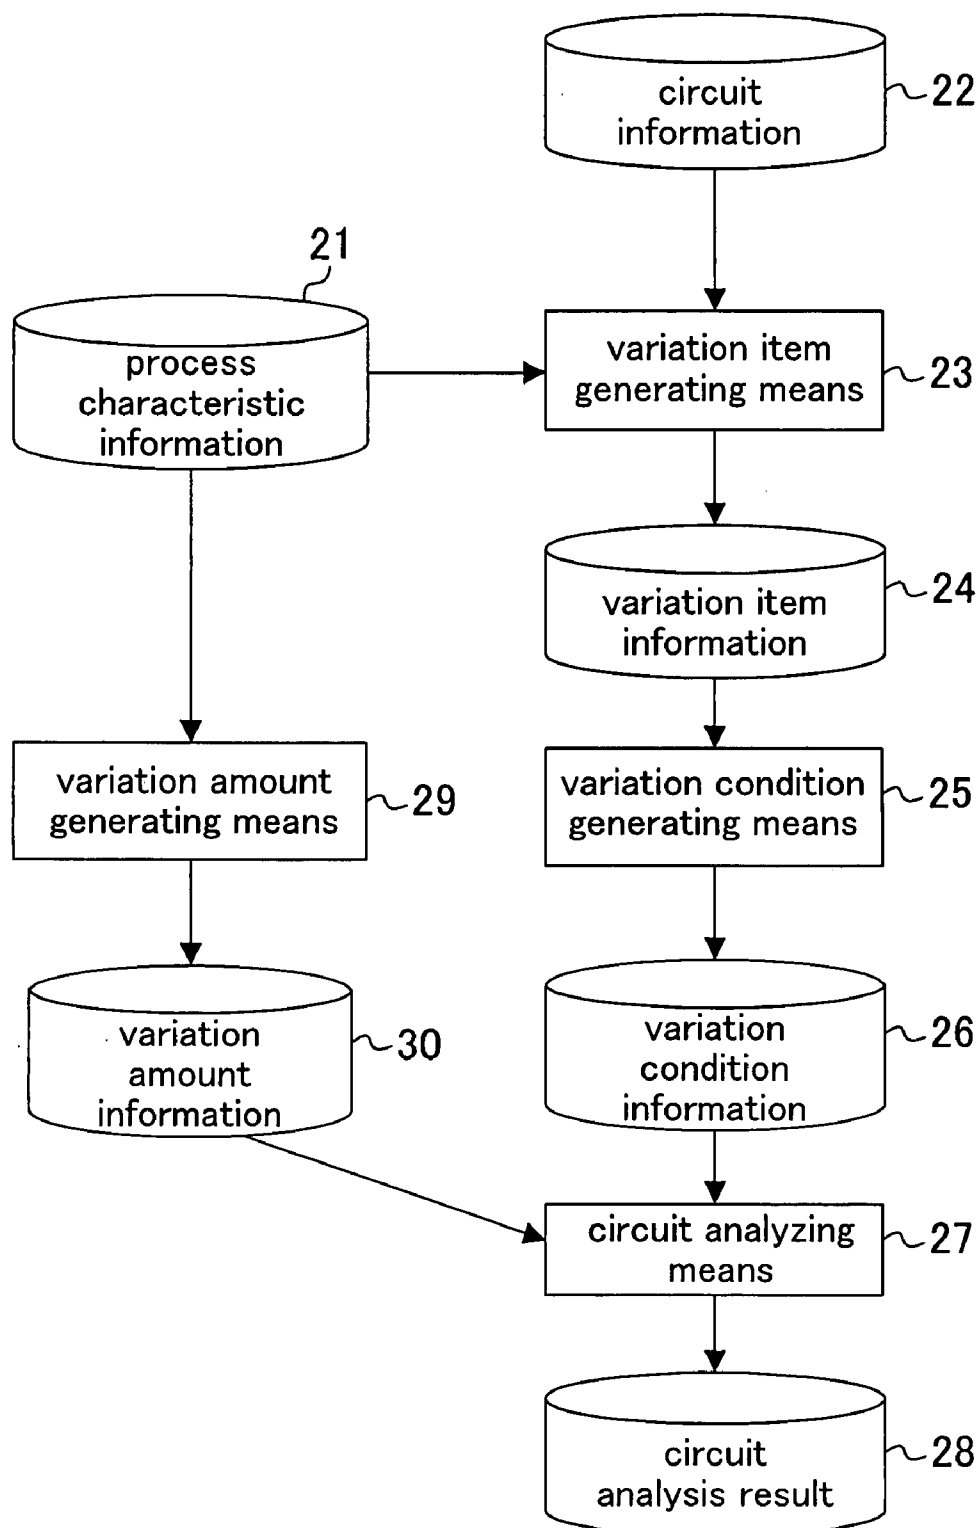 circuit
information
22
21
process
characteristic
information
variation item
generating means
23
variation item
information
24
variation amount
generating means
29
variation condition
generating means
25
variation
amount
information
30
variation
condition
information
26
circuit analyzing
means
27
circuit
analysis result
28